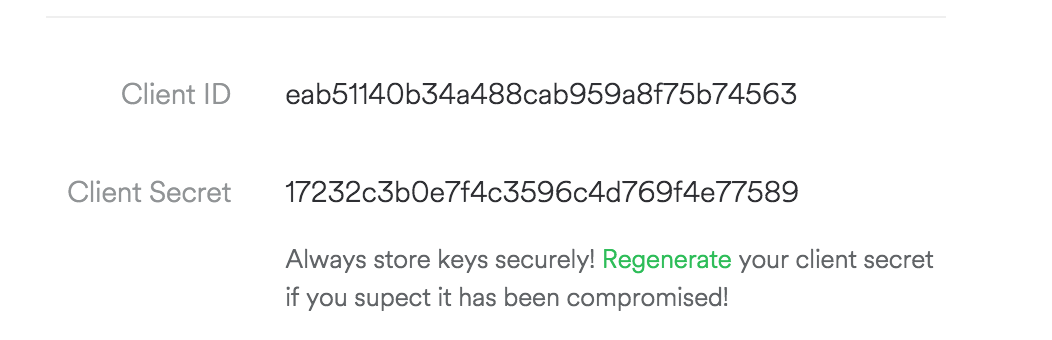 Client ID eab51140b34a488cab959a8f75b74563
Client Secret 17232c3b0e7f4c3596c4d769f4e77589
Always store keys securely! Regenerate your client secret
if you supect it has been compromised!